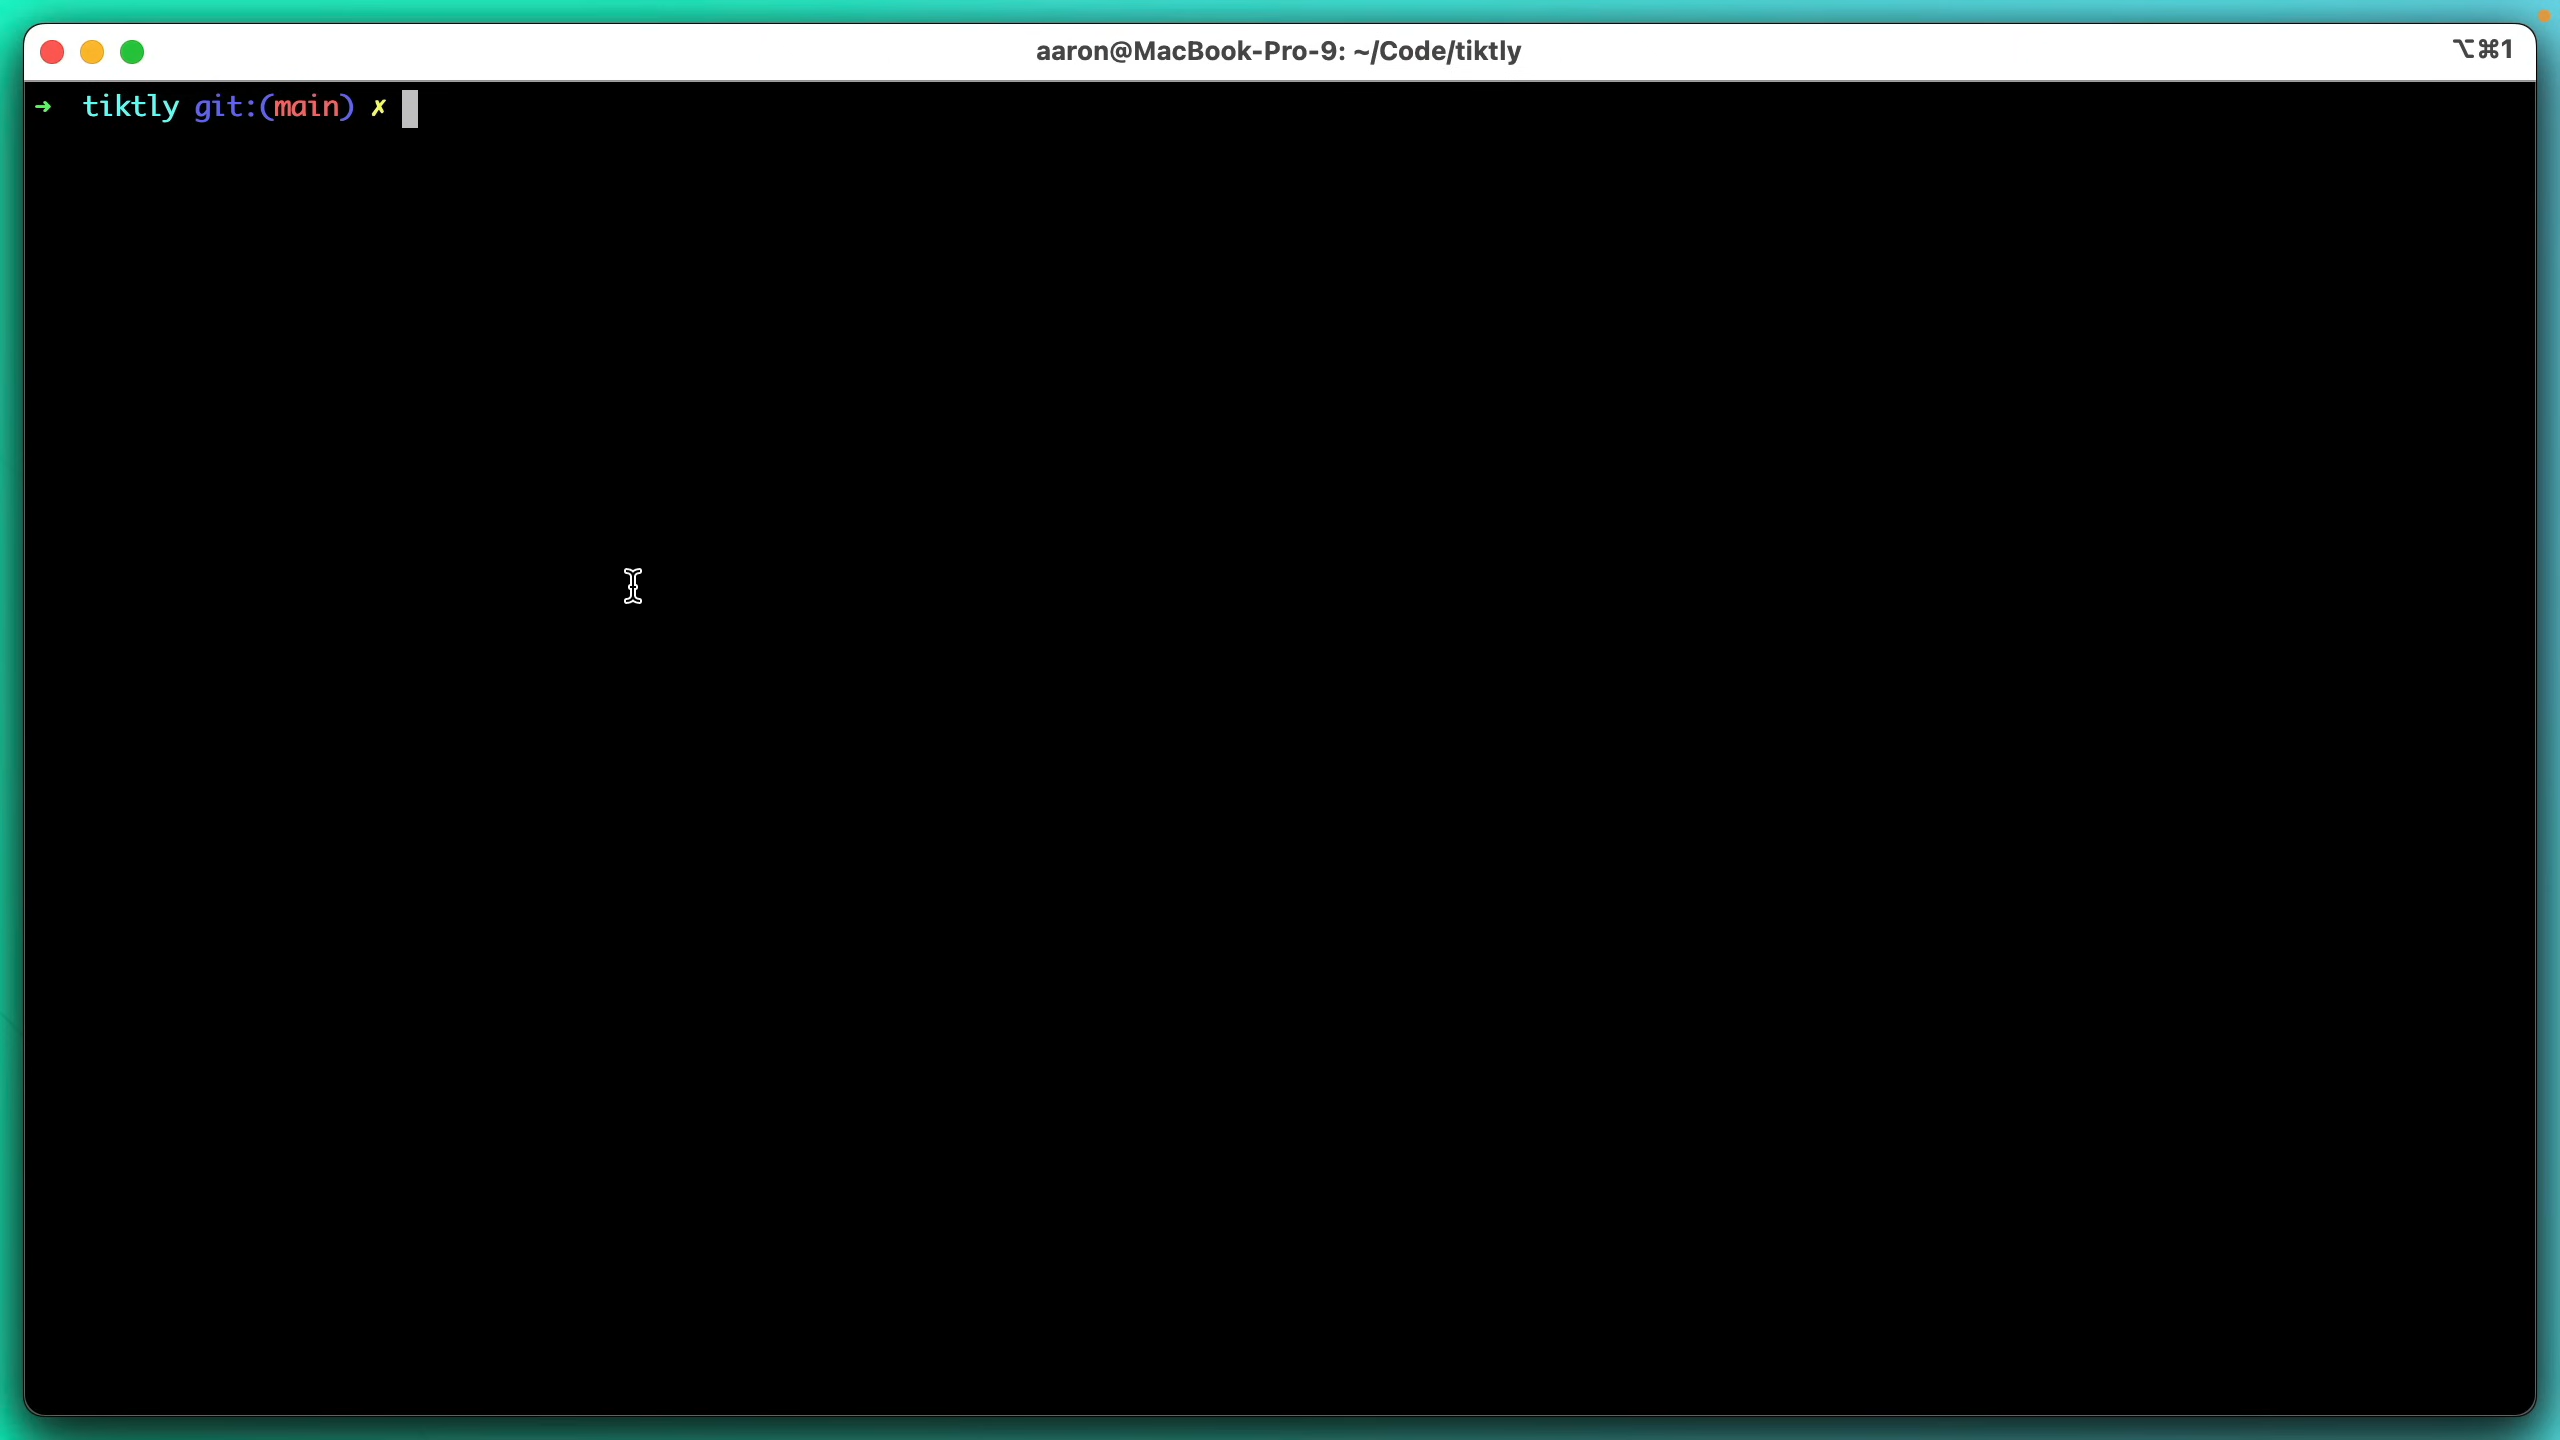 aaron@MacBook-Pro-9: ~/Code/tiktly
⌥⌘1
➜  tiktly git:(main) ✗